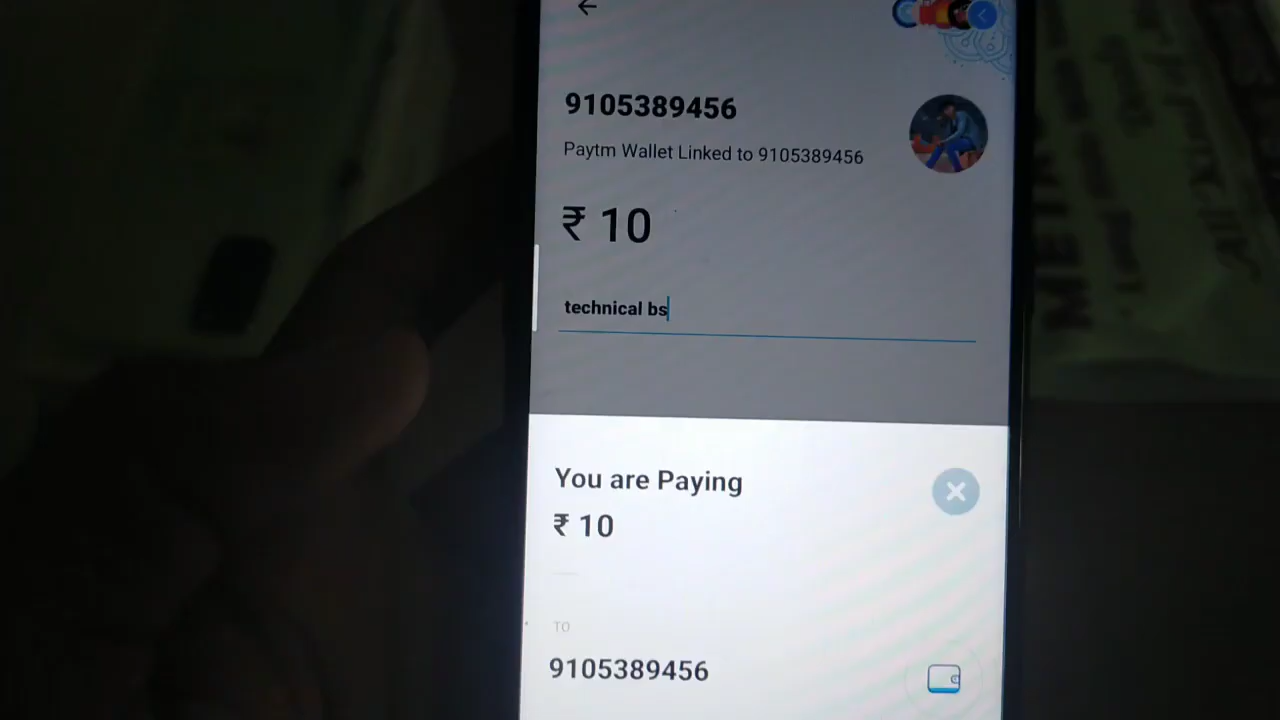 9105389456
Paytm Wallet Linked to 9105389456
₹ 10
technical bs
You are Paying
₹ 10
TO
9105389456